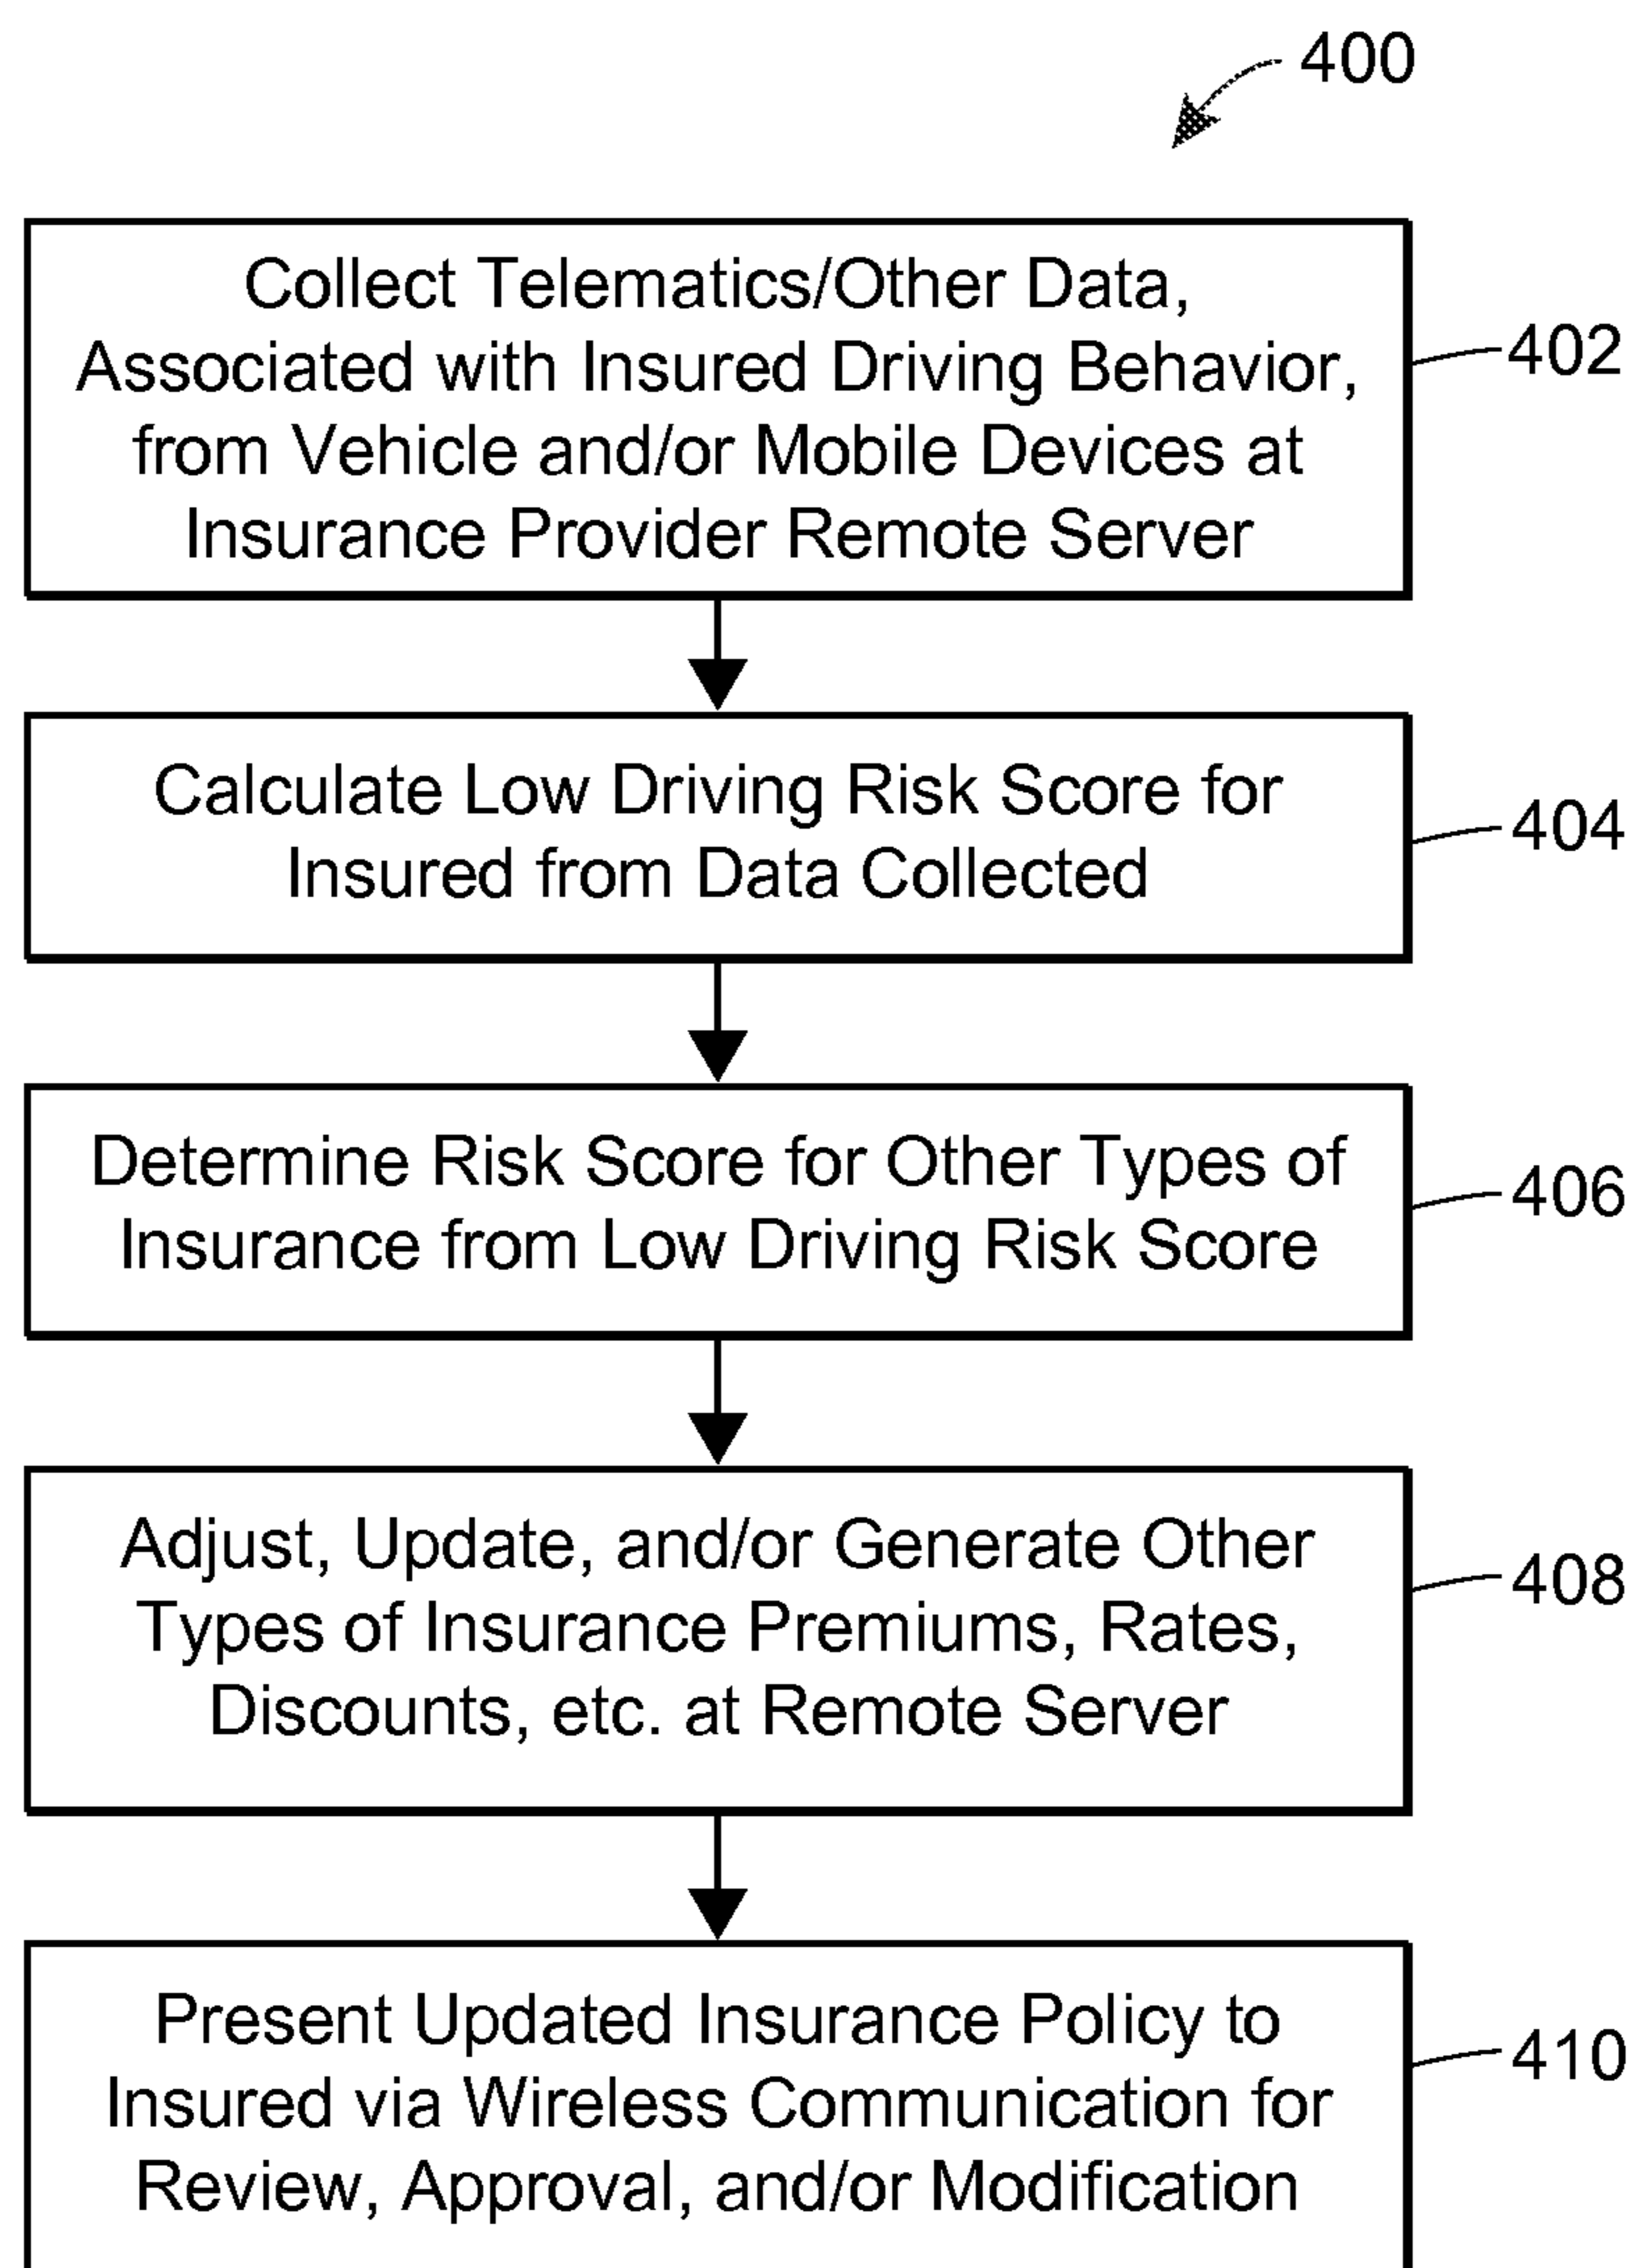 400
Collect Telematics/Other Data,
Associated with Insured Driving Behavior,
from Vehicle and/or Mobile Devices at
Insurance Provider Remote Server
402
Calculate Low Driving Risk Score for
Insured from Data Collected
404
Determine Risk Score for Other Types of
Insurance from Low Driving Risk Score
406
Adjust, Update, and/or Generate Other
Types of Insurance Premiums, Rates,
Discounts, etc. at Remote Server
408
Present Updated Insurance Policy to
Insured via Wireless Communication for
Review, Approval, and/or Modification
410